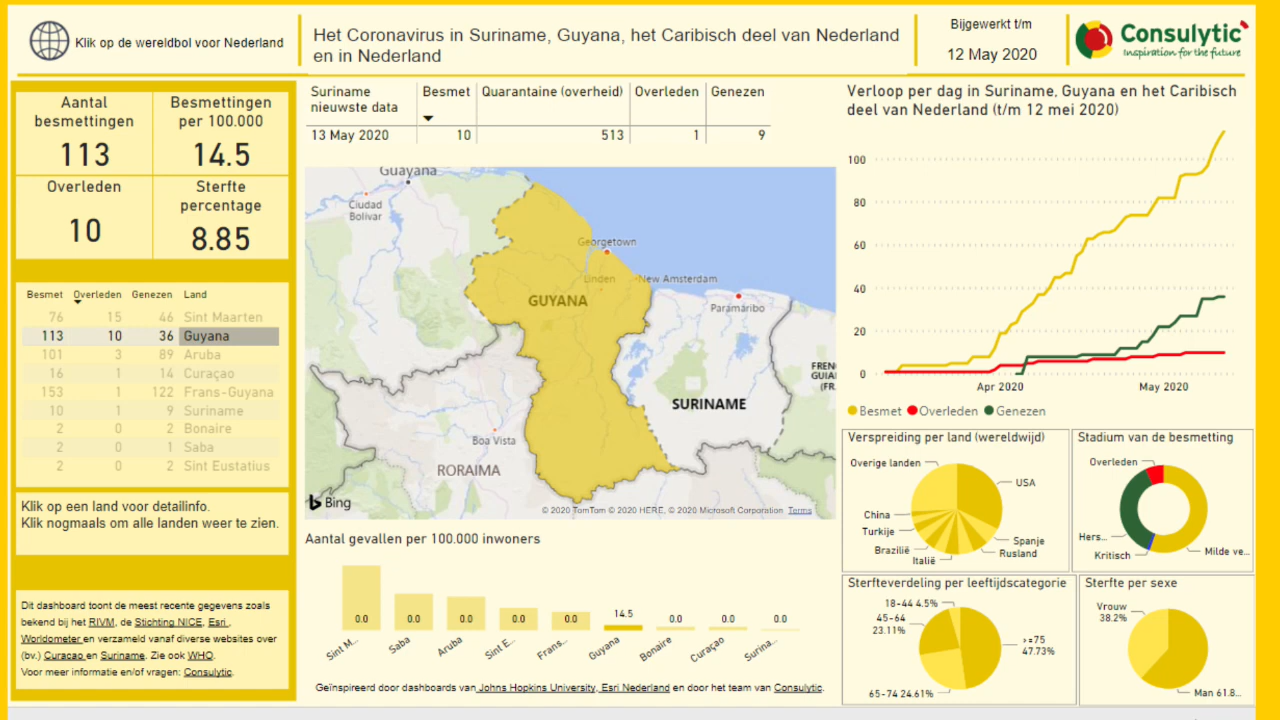 Klik op de wereldbol voor Nederland
Het Coronavirus in Suriname, Guyana, het Caribisch deel van Nederland
en in Nederland
Bijgewerkt t/m
12 May 2020
Consulytic
Inspiration for the future
Aantal
besmettingen
113
Besmettingen
per 100.000
14.5
Overleden
10
Sterfte
percentage
8.85
Besmet Overleden Genezen Land
76 15 46 Sint Maarten
113 10 36 Guyana
101 3 89 Aruba
16 1 14 Curaçao
153 1 122 Frans-Guyana
10 1 9 Suriname
2 0 2 Bonaire
2 0 1 Saba
2 0 2 Sint Eustatius
Klik op een land voor detailinfo.
Klik nogmaals om alle landen weer te zien.
Dit dashboard toont de meest recente gegevens zoals
bekend bij het RIVM, de Stichting NICE, Esri,
Worldometer en verzameld vanaf diverse websites over
(bv.) Curacao en Suriname. Zie ook WHO.
Voor meer informatie en/of vragen: Consulytic.
Suriname
nieuwste data
Besmet Quarantaine (overheid) Overleden Genezen
13 May 2020 10 513 1 9
Guayana
Ciudad
Bolivar
Georgetown
Linden
New Amsterdam
GUYANA
Paramaribo
FREN
GUIA
(FR.
SURINAME
Boa Vista
RORAIMA
Bing
© 2020 TomTom © 2020 HERE, © 2020 Microsoft Corporation Terms
Aantal gevallen per 100.000 inwoners
0.0 0.0 0.0 0.0 0.0 14.5 0.0 0.0 0.0
Sint M... Saba Aruba Sint E... Frans... Guyana Bonaire Curaçao Surina...
Geïnspireerd door dashboards van Johns Hopkins University, Esri Nederland en door het team van Consulytic.
Verloop per dag in Suriname, Guyana en het Caribisch
deel van Nederland (t/m 12 mei 2020)
100
80
60
40
20
0
Apr 2020 May 2020
Besmet Overleden Genezen
Verspreiding per land (wereldwijd)
Overige landen
USA
China
Turkije
Brazilië
Italië
Spanje
Rusland
Stadium van de besmetting
Overleden
Hers...
Kritisch
Milde ve...
Sterfteverdeling per leeftijdscategorie
18-44 4.5%
45-64
23.11%
>=75
47.73%
65-74 24.61%
Sterfte per sexe
Vrouw
38.2%
Man 61.8...